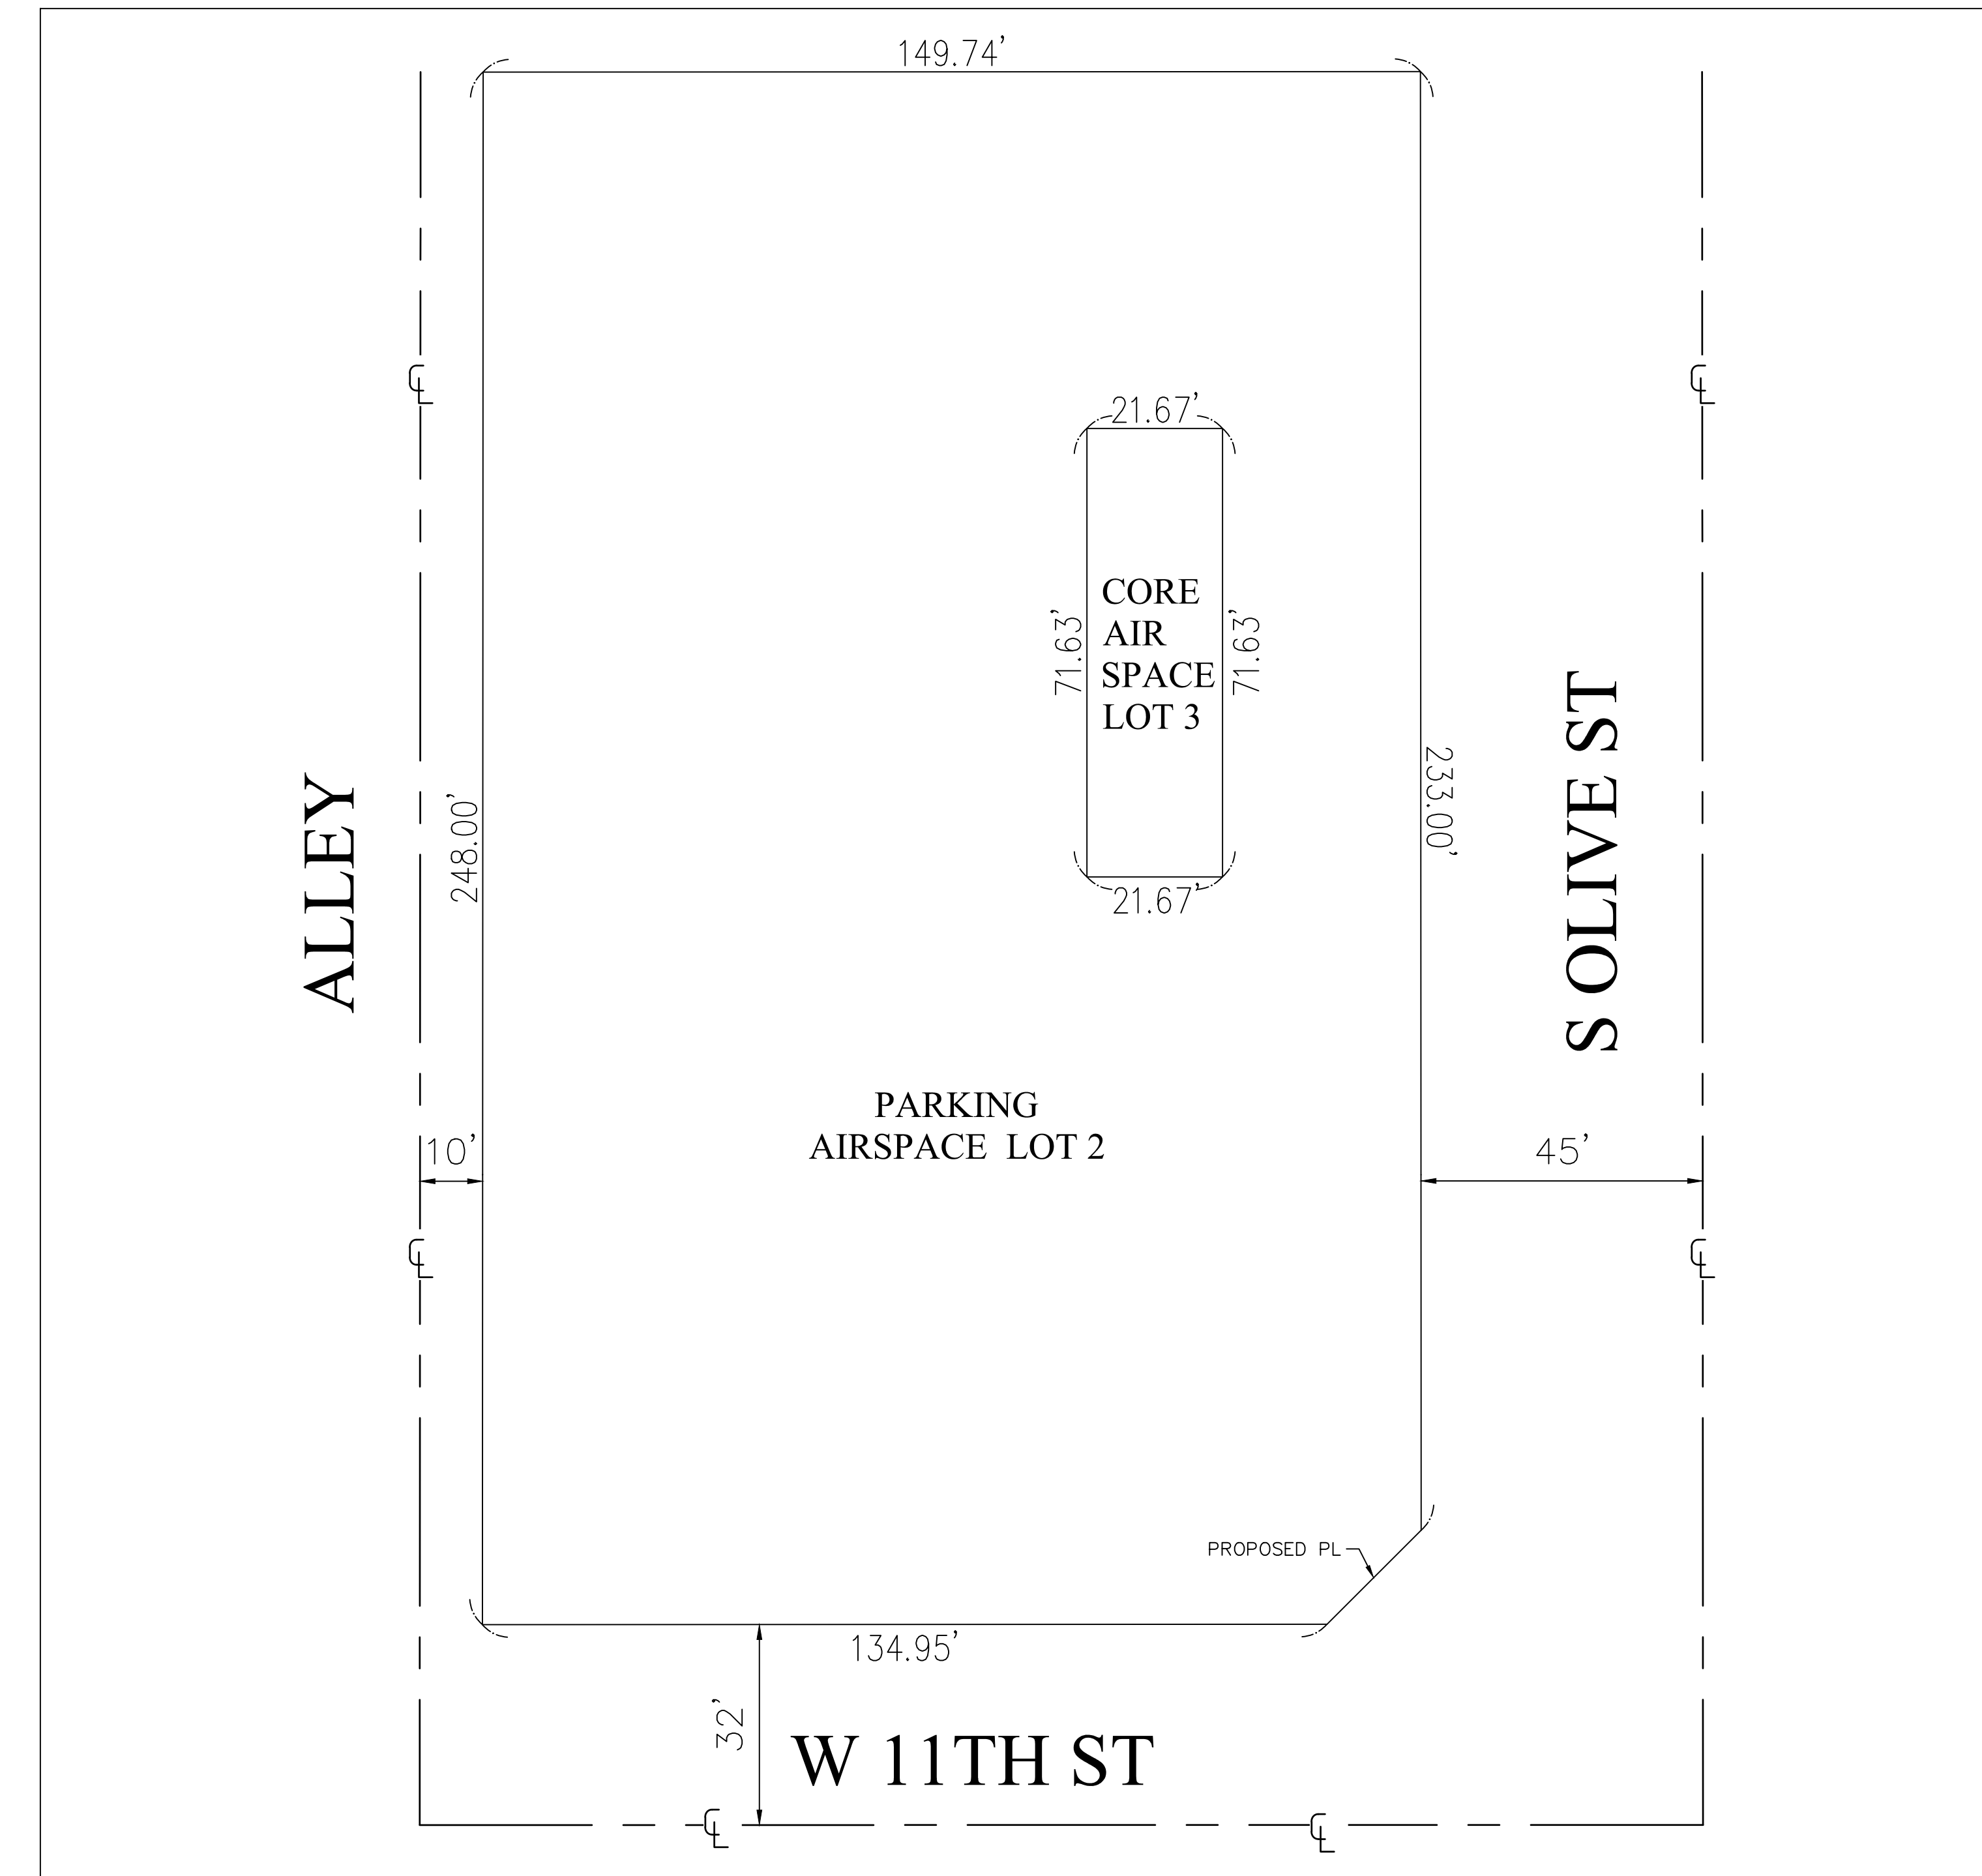 149.74'
21.67'
CORE
AIR
SPACE
LOT 3
71.63'
71.63'
21.67'
233.00'
248.00'
ALLEY
S OLIVE ST
PARKING
AIRSPACE LOT 2
10'
45'
PROPOSED PL
134.95'
32'
W 11TH ST